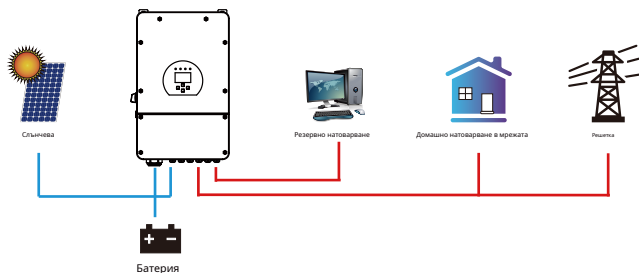 Слънчева
Резервно натоварване
Домашно натоварване в мрежата
Решетка
Батерия